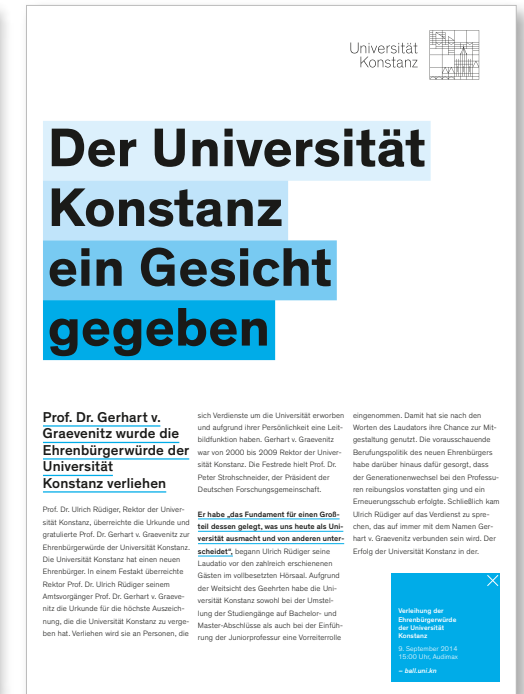 Universität
Konstanz
Der Universität
Konstanz
ein Gesicht
gegeben
Prof. Dr. Gerhart v.
Graevenitz wurde die
Ehrenbürgerwürde der
Universität
Konstanz verliehen
Prof. Dr. Ulrich Rüdiger, Rektor der Univer-
sität Konstanz, überreichte die Urkunde und
gratulierte Prof. Dr. Gerhart v. Graevenitz zur
Ehrenbürgerwürde der Universität Konstanz.
Die Universität Konstanz hat einen neuen
Ehrenbürger. In einem Festakt überreichte
Rektor Prof. Dr. Ulrich Rüdiger seinem
Amtsvorgänger Prof. Dr. Gerhart v. Graeve-
nitz die Urkunde für die höchste Auszeich-
nung, die die Universität Konstanz zu verge-
ben hat. Verliehen wird sie an Personen, die
sich Verdienste um die Universität erworben
und aufgrund ihrer Persönlichkeit eine Leit-
bildfunktion haben. Gerhart v. Graevenitz
war von 2000 bis 2009 Rektor der Univer-
sität Konstanz. Die Festrede hielt Prof. Dr.
Peter Strohschneider, der Präsident der
Deutschen Forschungsgemeinschaft.
Er habe „das Fundament für einen Groß-
teil dessen gelegt, was uns heute als Uni-
versität ausmacht und von anderen unter-
scheidet“, begann Ulrich Rüdiger seine
Laudatio vor den zahlreich erschienenen
Gästen im vollbesetzten Hörsaal. Aufgrund
der Weitsicht des Geehrten habe die Uni-
versität Konstanz sowohl bei der Umstel-
lung der Studiengänge auf Bachelor- und
Master-Abschlüsse als auch bei der Einfüh-
rung der Juniorprofessur eine Vorreiterrolle
eingenommen. Damit hat sie nach den
Worten des Laudators ihre Chance zur Mit-
gestaltung genutzt. Die vorausschauende
Berufungspolitik des neuen Ehrenbürgers
habe darüber hinaus dafür gesorgt, dass
der Generationenwechsel bei den Professu-
ren reibungslos vonstatten ging und ein
Erneuerungsschub erfolgte. Schließlich kam
Ulrich Rüdiger auf das Verdienst zu spre-
chen, das auf immer mit dem Namen Ger-
hart v. Graevenitz verbunden sein wird. Der
Erfolg der Universität Konstanz in der.
Verleihung der
Ehrenbürgerwürde
der Universität
Konstanz
9. September 2014
15:00 Uhr, Audimax
– ball.uni.kn